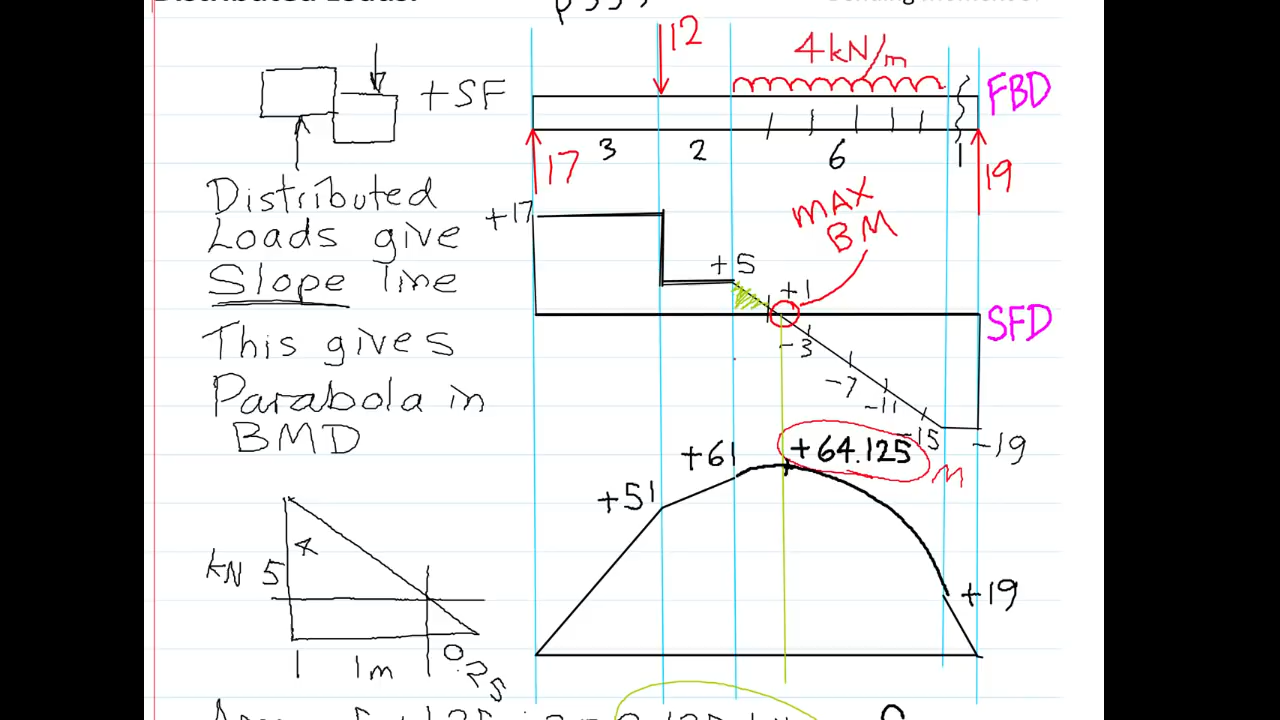 Distributed Loads.
12
4kN/m
FBD
+SF
3
2
6
1
17
19
Distributed
Loads give
Slope line
This gives
Parabola in
BMD
+17
MAX
BM
+5
+1
-3
-7
-11
-15
-19
SFD
+61
+64.125
M
+51
+19
kN 5
1
1m
0.25